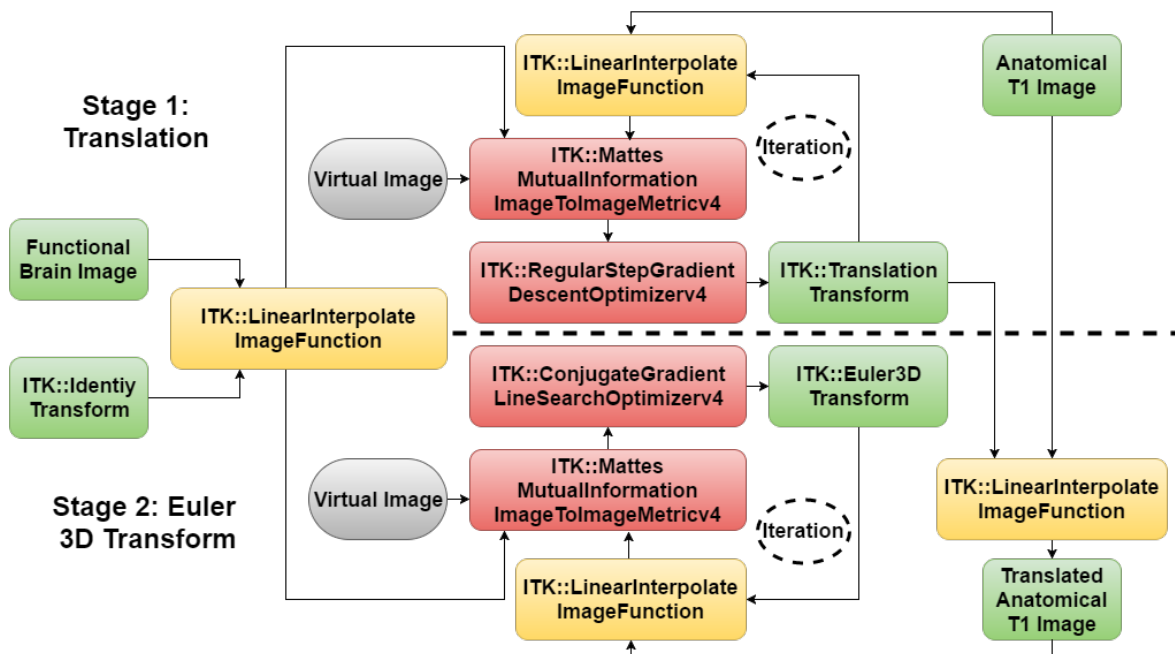 ITK::LinearInterpolate
ImageFunction
Anatomical
T1 Image
Stage 1:
Translation
Iteration
Virtual Image
ITK::Mattes
MutualInformation
ImageToImageMetricv4
Functional
Brain Image
ITK::RegularStepGradient
DescentOptimizerv4
ITK::Translation
Transform
ITK::LinearInterpolate
ImageFunction
ITK::Identiy
Transform
ITK::ConjugateGradient
LineSearchOptimizerv4
ITK::Euler3D
Transform
Stage 2: Euler
3D Transform
Virtual Image
ITK::Mattes
MutualInformation
ImageToImageMetricv4
Iteration
ITK::LinearInterpolate
ImageFunction
ITK::LinearInterpolate
ImageFunction
Translated
Anatomical
T1 Image